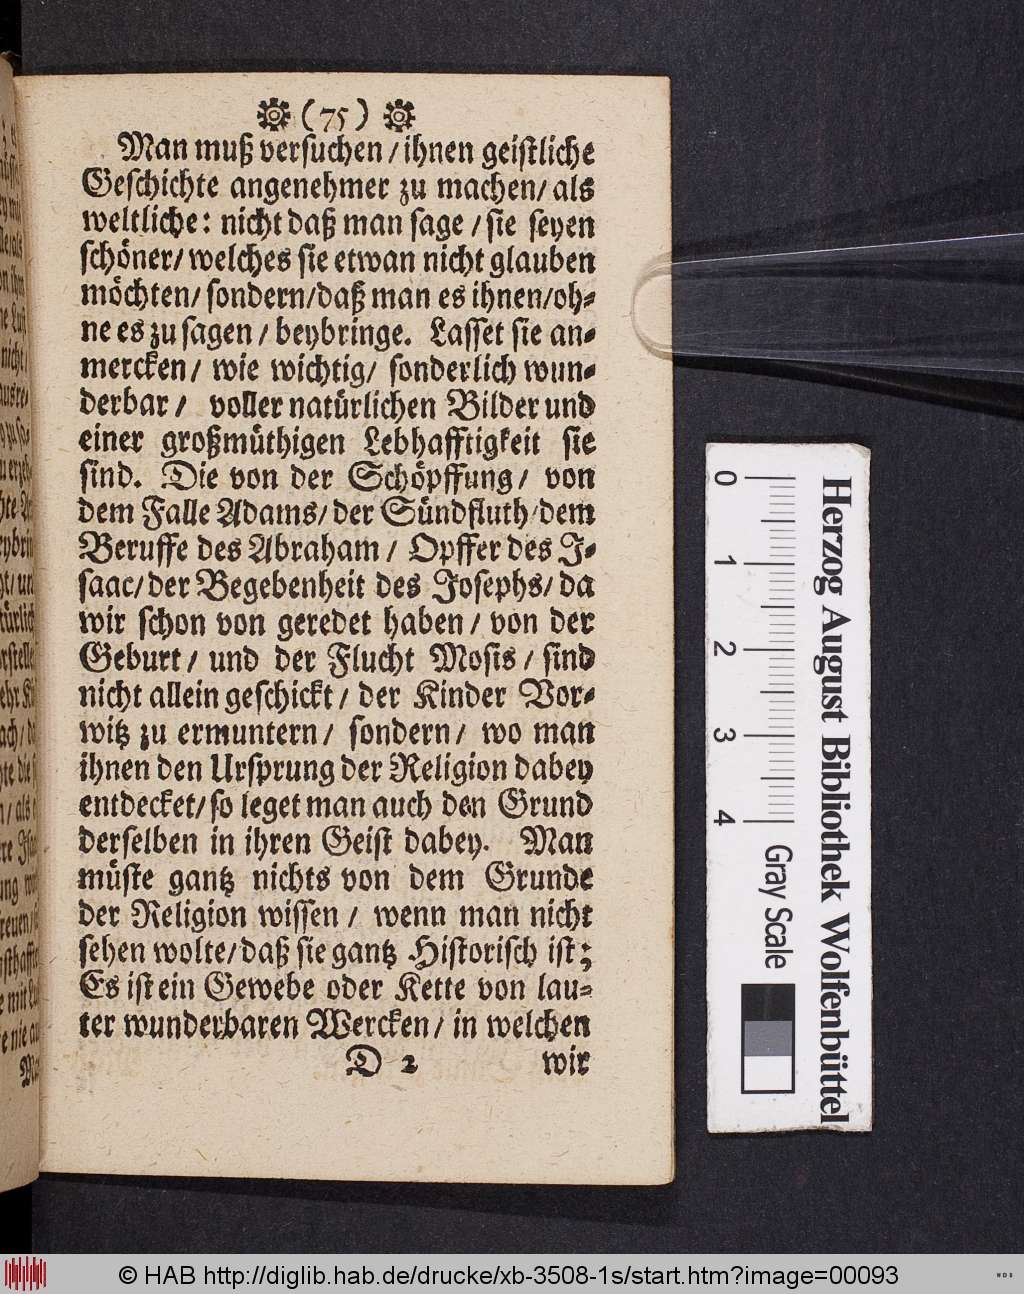 (75)
Man muß versuchen / ihnen geistliche
Geschichte angenehmer zu machen/ als
weltliche: nicht daß man sage / sie seyen
schöner/ welches sie etwan nicht glauben
möchten/ sondern/daß man es ihnen/oh-
ne es zu sagen / beybringe. Lasset sie an-
mercken / wie wichtig/ sonderlich wun-
derbar / voller natürlichen Bilder und
einer großmüthigen Lebhafftigkeit sie
sind. Die von der Schöpffung/ von
dem Falle Adams/ der Sündfluth/dem
Beruffe des Abraham / Opffer des J-
saac/ der Begebenheit des Josephs/ da
wir schon von geredet haben / von der
Geburt / und der Flucht Mosis / sind
nicht allein geschickt / der Kinder Vor-
witz zu ermuntern / sondern / wo man
ihnen den Ursprung der Religion dabey
entdecket/ so leget man auch den Grund
derselben in ihren Geist dabey. Man
müste gantz nichts von dem Grunde
der Religion wissen / wenn man nicht
sehen wolte/ daß sie gantz Historisch ist;
Es ist ein Gewebe oder Kette von lau-
ter wunderbaren Wercken / in welchen
D 2 wir
0 1 2 3 4 Gray Scale
Herzog August Bibliothek Wolfenbüttel
© HAB http://diglib.hab.de/drucke/xb-3508-1s/start.htm?image=00093